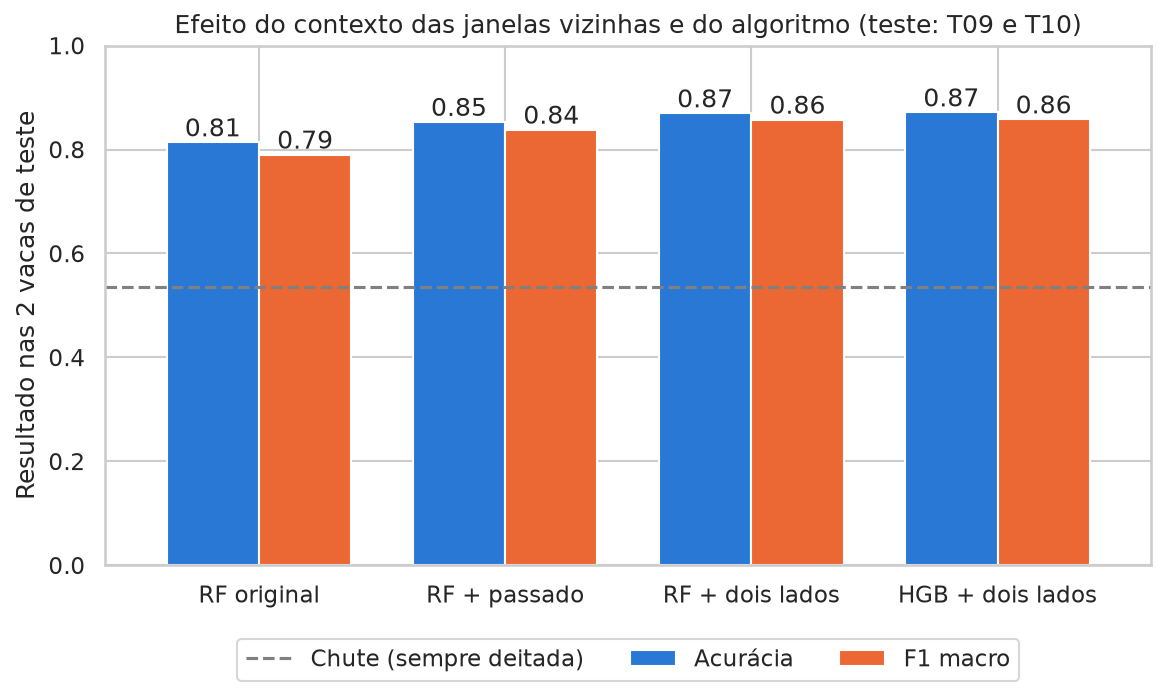 Efeito do contexto das janelas vizinhas e do algoritmo (teste: T09 e T10)
Resultado nas 2 vacas de teste
1.0
0.8
0.6
0.4
0.2
0.0
0.81
0.79
0.85
0.84
0.87
0.86
0.87
0.86
RF original
RF + passado
RF + dois lados
HGB + dois lados
Chute (sempre deitada)
Acurácia
F1 macro